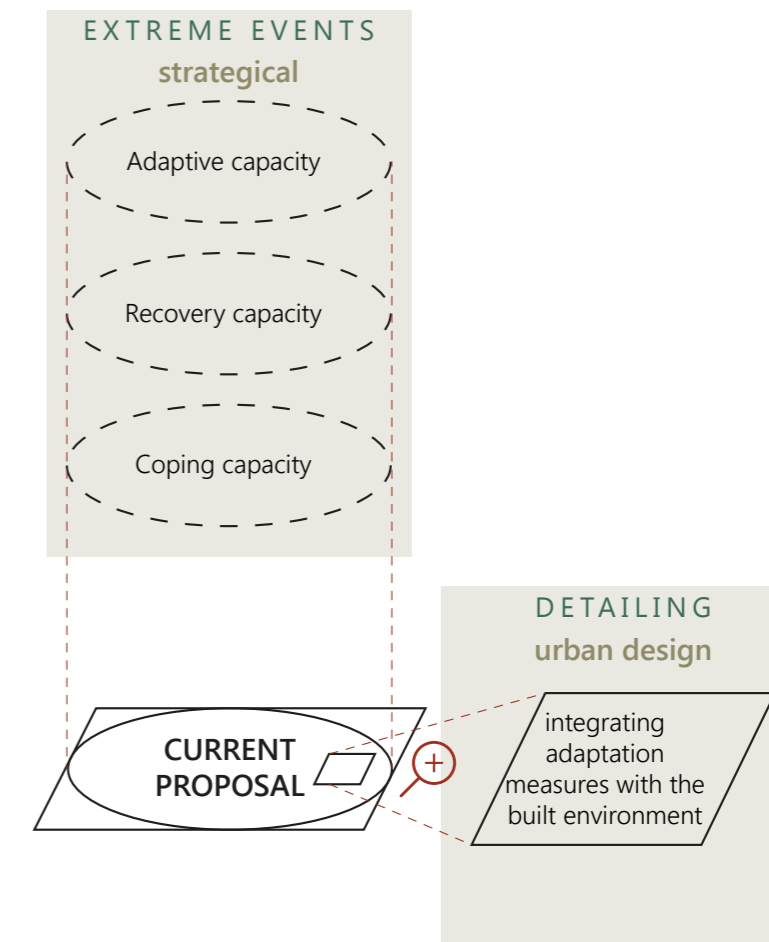 EXTREME EVENTS
strategical
Adaptive capacity
Recovery capacity
Coping capacity
CURRENT
PROPOSAL
DETAILING
urban design
integrating
adaptation
measures with the
built environment